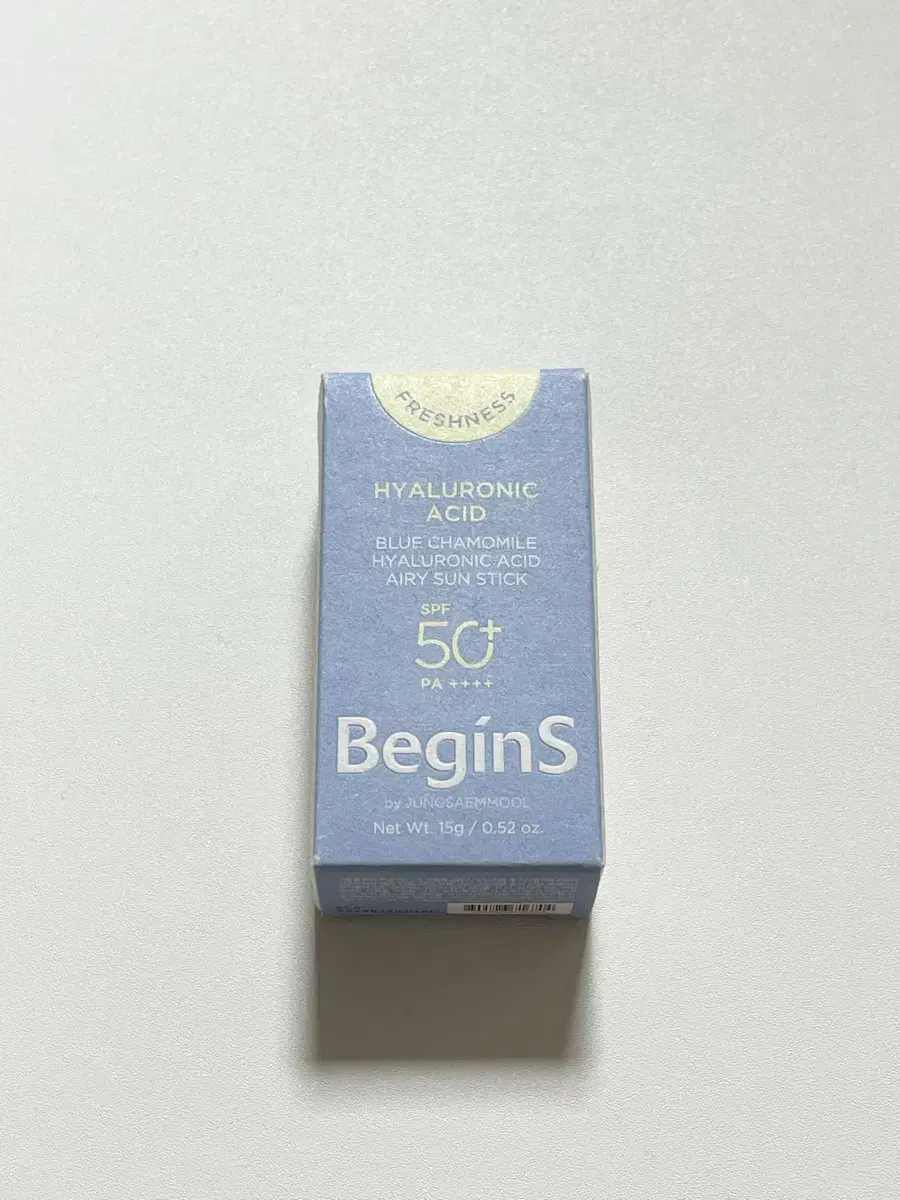 FRESHNESS
HYALURONIC
ACID
BLUE CHAMOMILE
HYALURONIC ACID
AIRY SUN STICK
SPF
50+
PA ++++
BegínS
by JUNGSAEMMOOL
Net Wt. 15g / 0.52 oz.